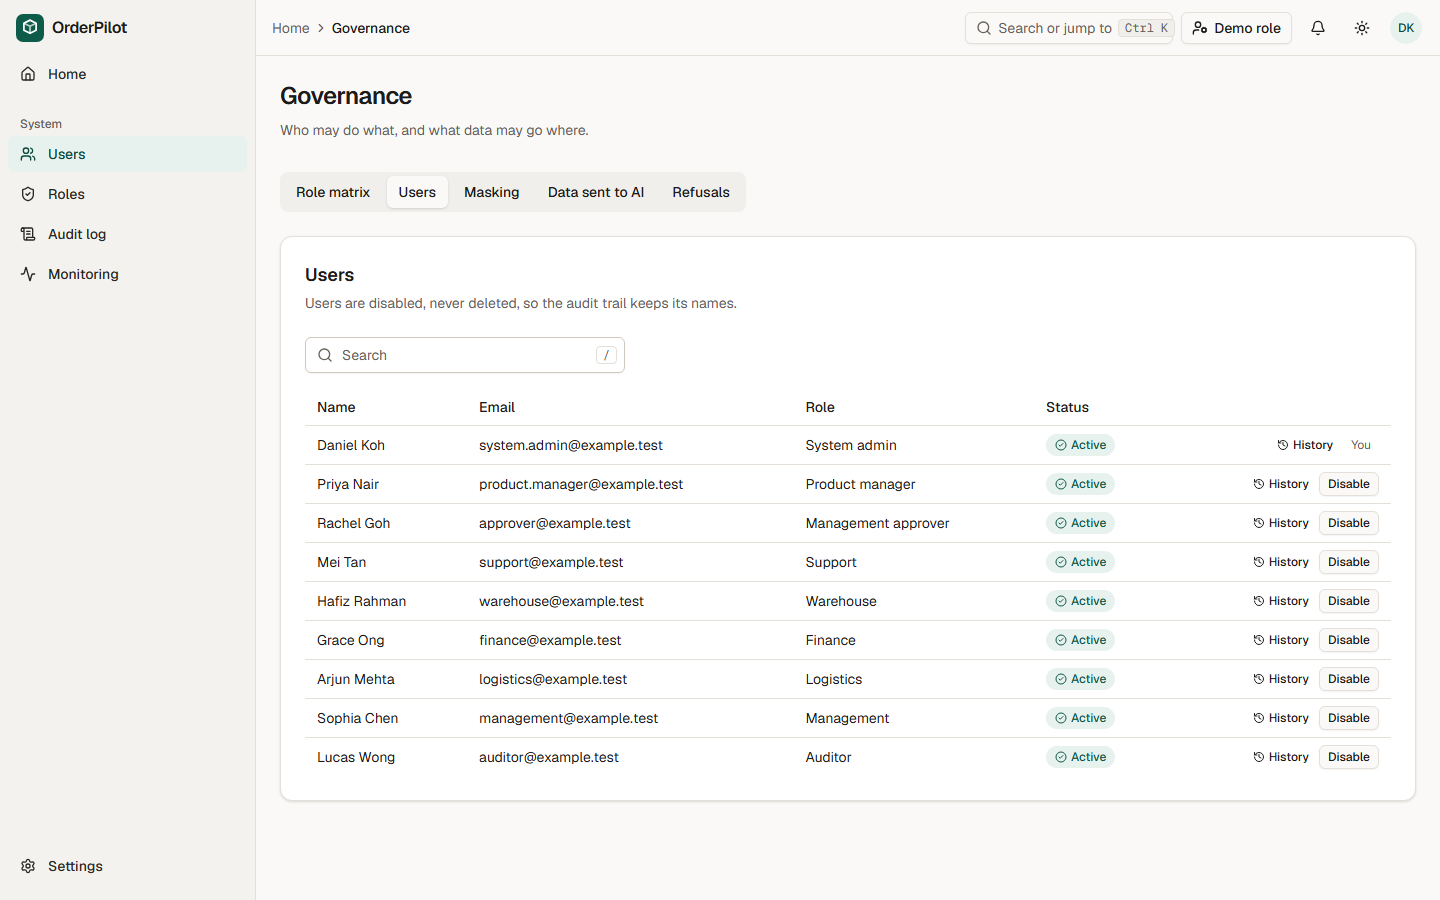 OrderPilot
Home > Governance
Search or jump to Ctrl K
Demo role
DK
Home
System
Users
Roles
Audit log
Monitoring
Settings
Governance
Who may do what, and what data may go where.
Role matrix Users Masking Data sent to AI Refusals
Users
Users are disabled, never deleted, so the audit trail keeps its names.
Search /
Name Email Role Status
Daniel Koh system.admin@example.test System admin Active History You
Priya Nair product.manager@example.test Product manager Active History Disable
Rachel Goh approver@example.test Management approver Active History Disable
Mei Tan support@example.test Support Active History Disable
Hafiz Rahman warehouse@example.test Warehouse Active History Disable
Grace Ong finance@example.test Finance Active History Disable
Arjun Mehta logistics@example.test Logistics Active History Disable
Sophia Chen management@example.test Management Active History Disable
Lucas Wong auditor@example.test Auditor Active History Disable